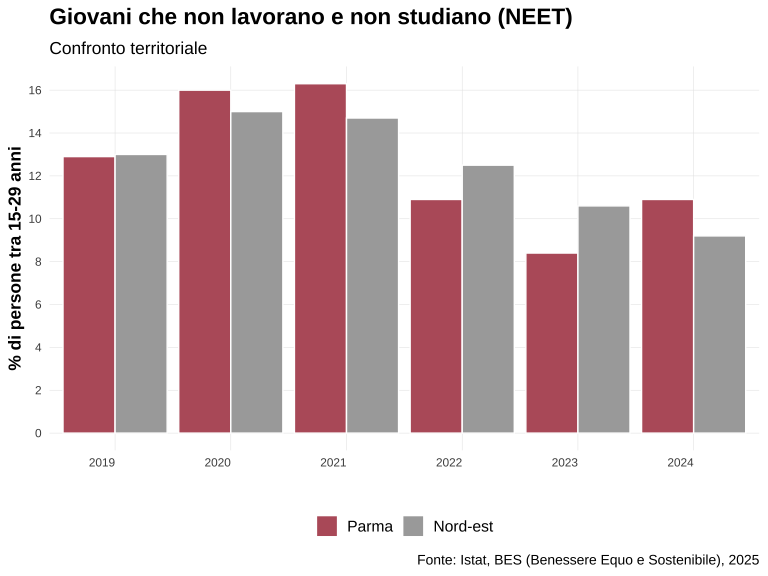 Giovani che non lavorano e non studiano (NEET)
Confronto territoriale
% di persone tra 15-29 anni
16
14
12
10
8
6
4
2
0
2019 2020 2021 2022 2023 2024
Parma Nord-est
Fonte: Istat, BES (Benessere Equo e Sostenibile), 2025